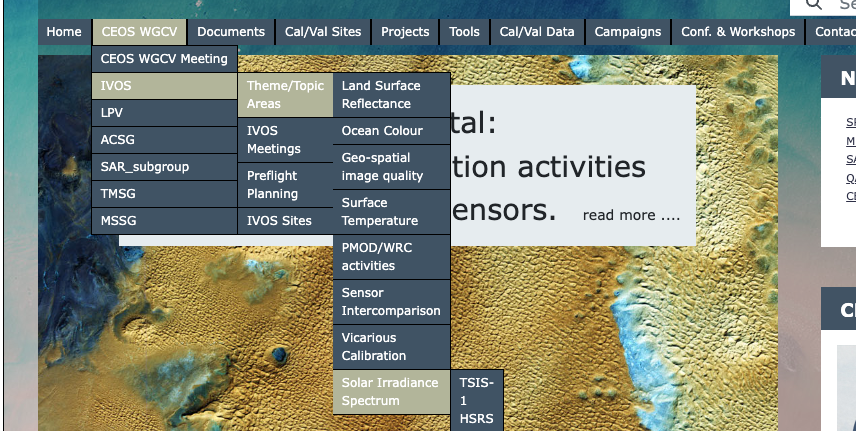 Se
Home
CEOS WGCV
Documents
Cal/Val Sites
Projects
Tools
Cal/Val Data
Campaigns
Conf. & Workshops
Contac
CEOS WGCV Meeting
IVOS
LPV
ACSG
SAR_subgroup
TMSG
MSSG
Theme/Topic
Areas
IVOS
Meetings
Preflight
Planning
IVOS Sites
Land Surface
Reflectance
Ocean Colour
Geo-spatial
image quality
Surface
Temperature
PMOD/WRC
activities
Sensor
Intercomparison
Vicarious
Calibration
Solar Irradiance
Spectrum
TSIS-
1
HSRS
tal:
tion activities
ensors.
read more ....
N
SE
M
SA
QA
CE